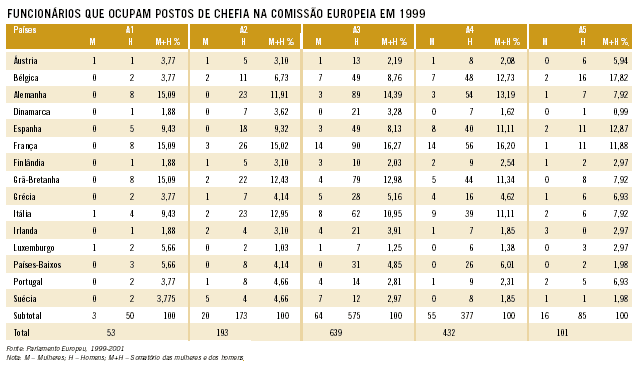 FUNCIONÁRIOS QUE OCUPAM POSTOS DE CHEFIA NA COMISSÃO EUROPEIA EM 1999
Países A1 A2 A3 A4 A5
M H M+H % M H M+H % M H M+H % M H M+H % M H M+H %
Áustria 1 1 3,77 1 5 3,10 1 13 2,19 1 8 2,08 0 6 5,94
Bélgica 0 2 3,77 2 11 6,73 7 49 8,76 7 48 12,73 2 16 17,82
Alemanha 0 8 15,09 0 23 11,91 3 89 14,39 3 54 13,19 1 7 7,92
Dinamarca 0 1 1,88 0 7 3,62 0 21 3,28 0 7 1,62 0 1 0,99
Espanha 0 5 9,43 0 18 9,32 3 49 8,13 8 40 11,11 2 11 12,87
França 0 8 15,09 3 26 15,02 14 90 16,27 14 56 16,20 1 11 11,88
Finlândia 0 1 1,88 1 5 3,10 3 10 2,03 2 9 2,54 1 2 2,97
Grã-Bretanha 0 8 15,09 2 22 12,43 4 79 12,98 5 44 11,34 0 8 7,92
Grécia 0 2 3,77 1 7 4,14 5 28 5,16 4 16 4,62 1 6 6,93
Itália 1 4 9,43 2 23 12,95 8 62 10,95 9 39 11,11 2 6 7,92
Irlanda 0 1 1,88 2 4 3,10 4 21 3,91 1 7 1,85 3 0 2,97
Luxemburgo 1 2 5,66 0 2 1,03 1 7 1,25 0 6 1,38 0 3 2,97
Países-Baixos 0 3 5,66 0 8 4,14 0 31 4,85 0 26 6,01 0 2 1,98
Portugal 0 2 3,77 1 8 4,66 4 14 2,81 1 9 2,31 2 5 6,93
Suécia 0 2 3,775 5 4 4,66 7 12 2,97 0 8 1,85 1 1 1,98
Subtotal 3 50 100 20 173 100 64 575 100 55 377 100 16 85 100
Total 53 193 639 432 101
Fonte: Parlamento Europeu, 1999-2001
Nota: M – Mulheres; H – Homens; M+H – Somatório das mulheres e dos homens.